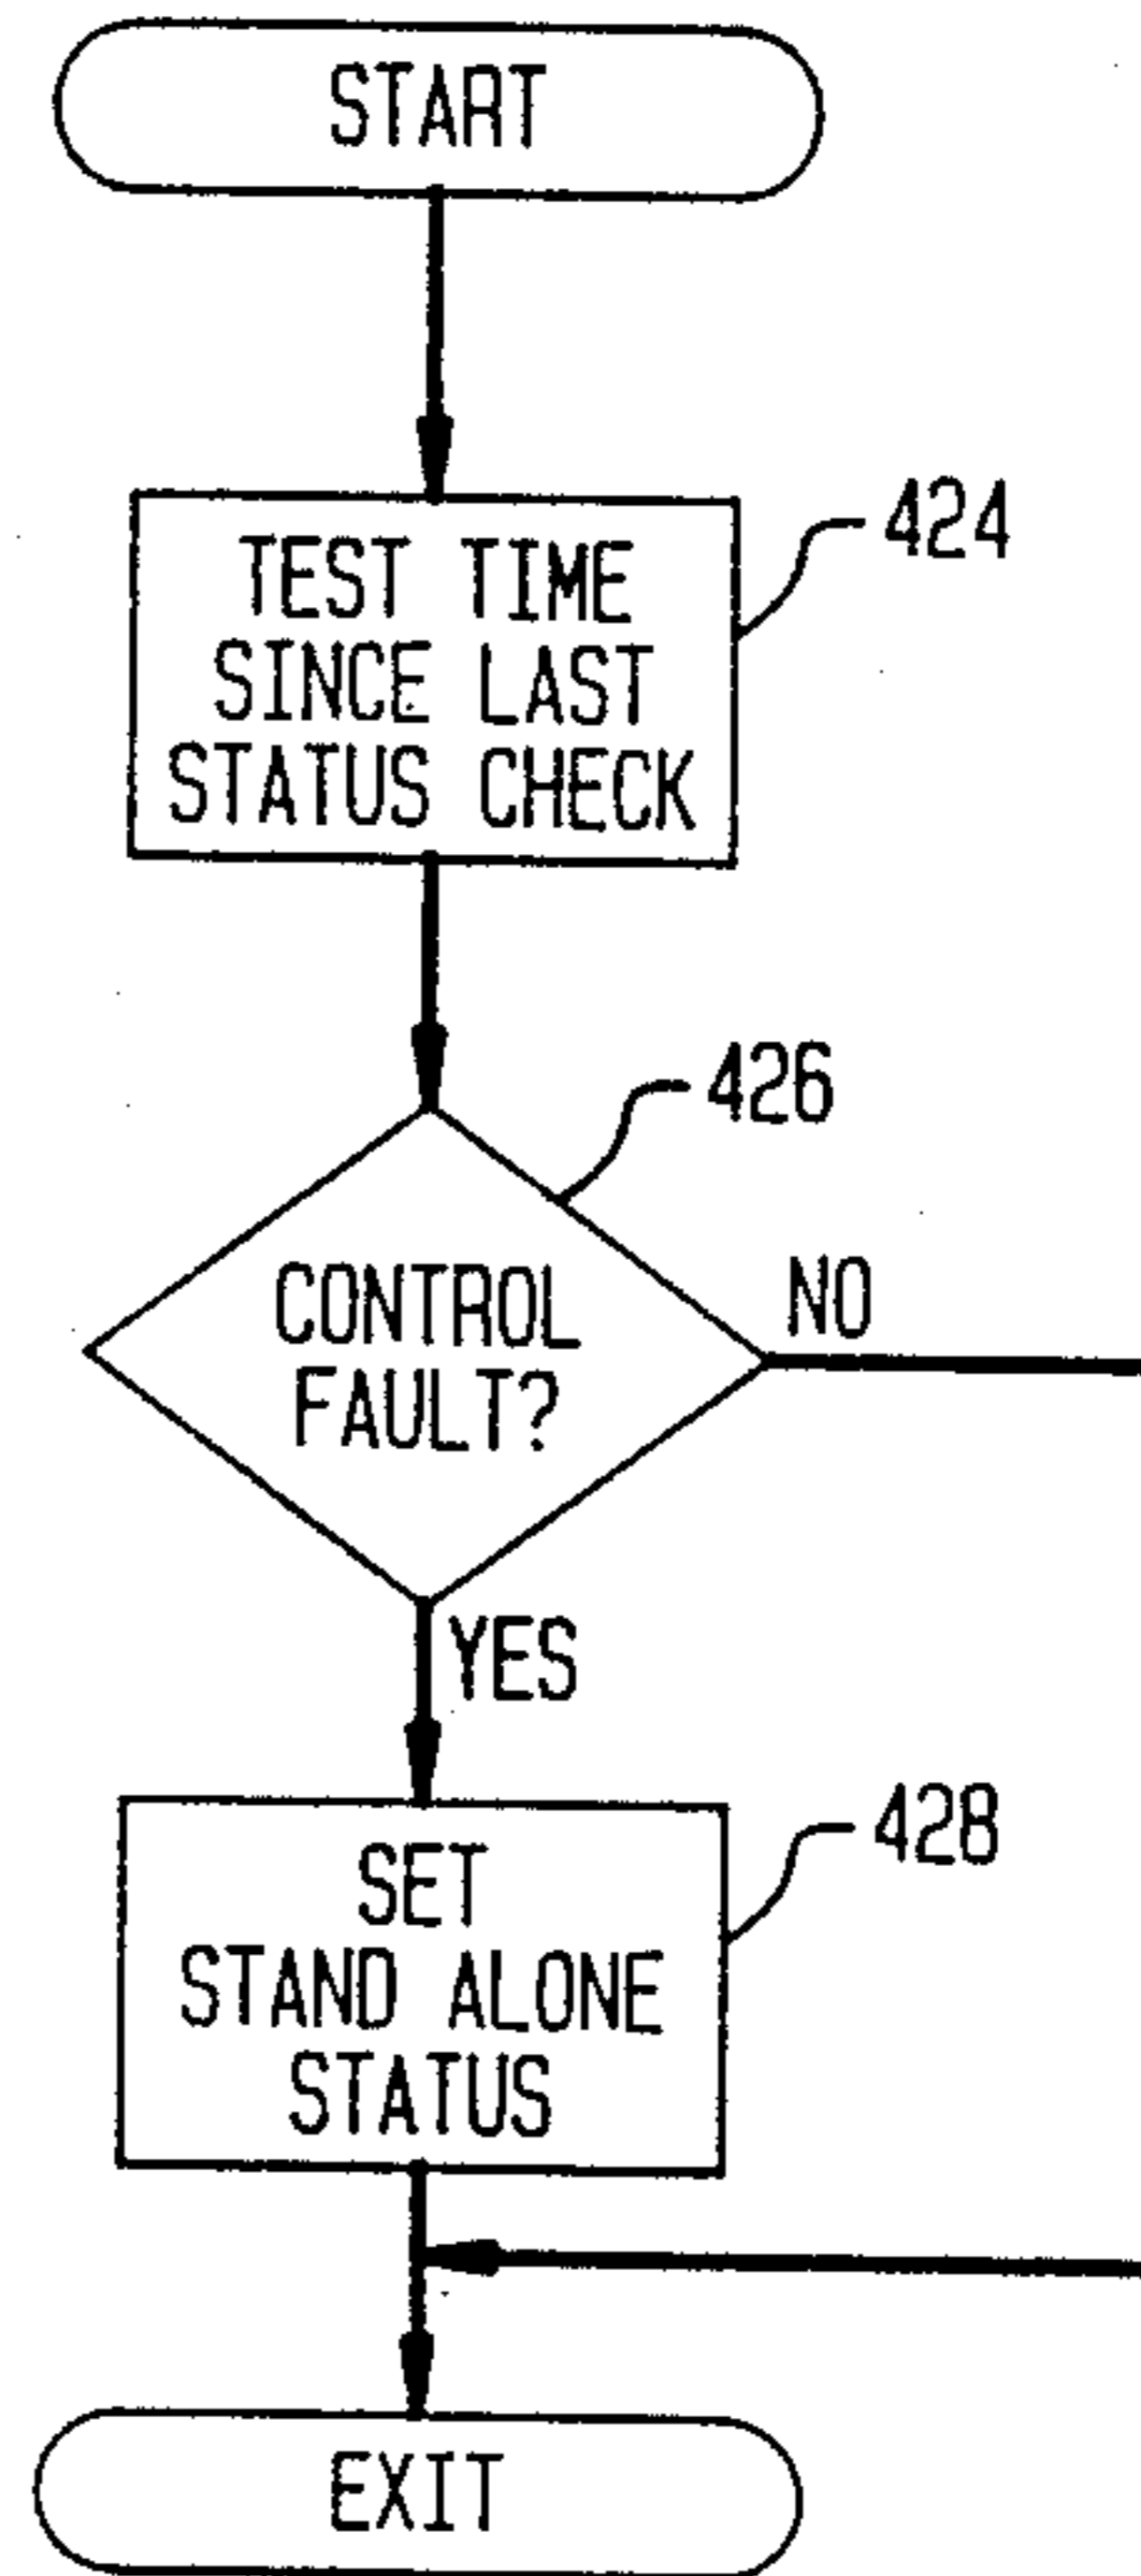 START
TEST TIME
SINCE LAST
STATUS CHECK
424
426
CONTROL
FAULT?
NO
YES
SET
STAND ALONE
STATUS
428
EXIT